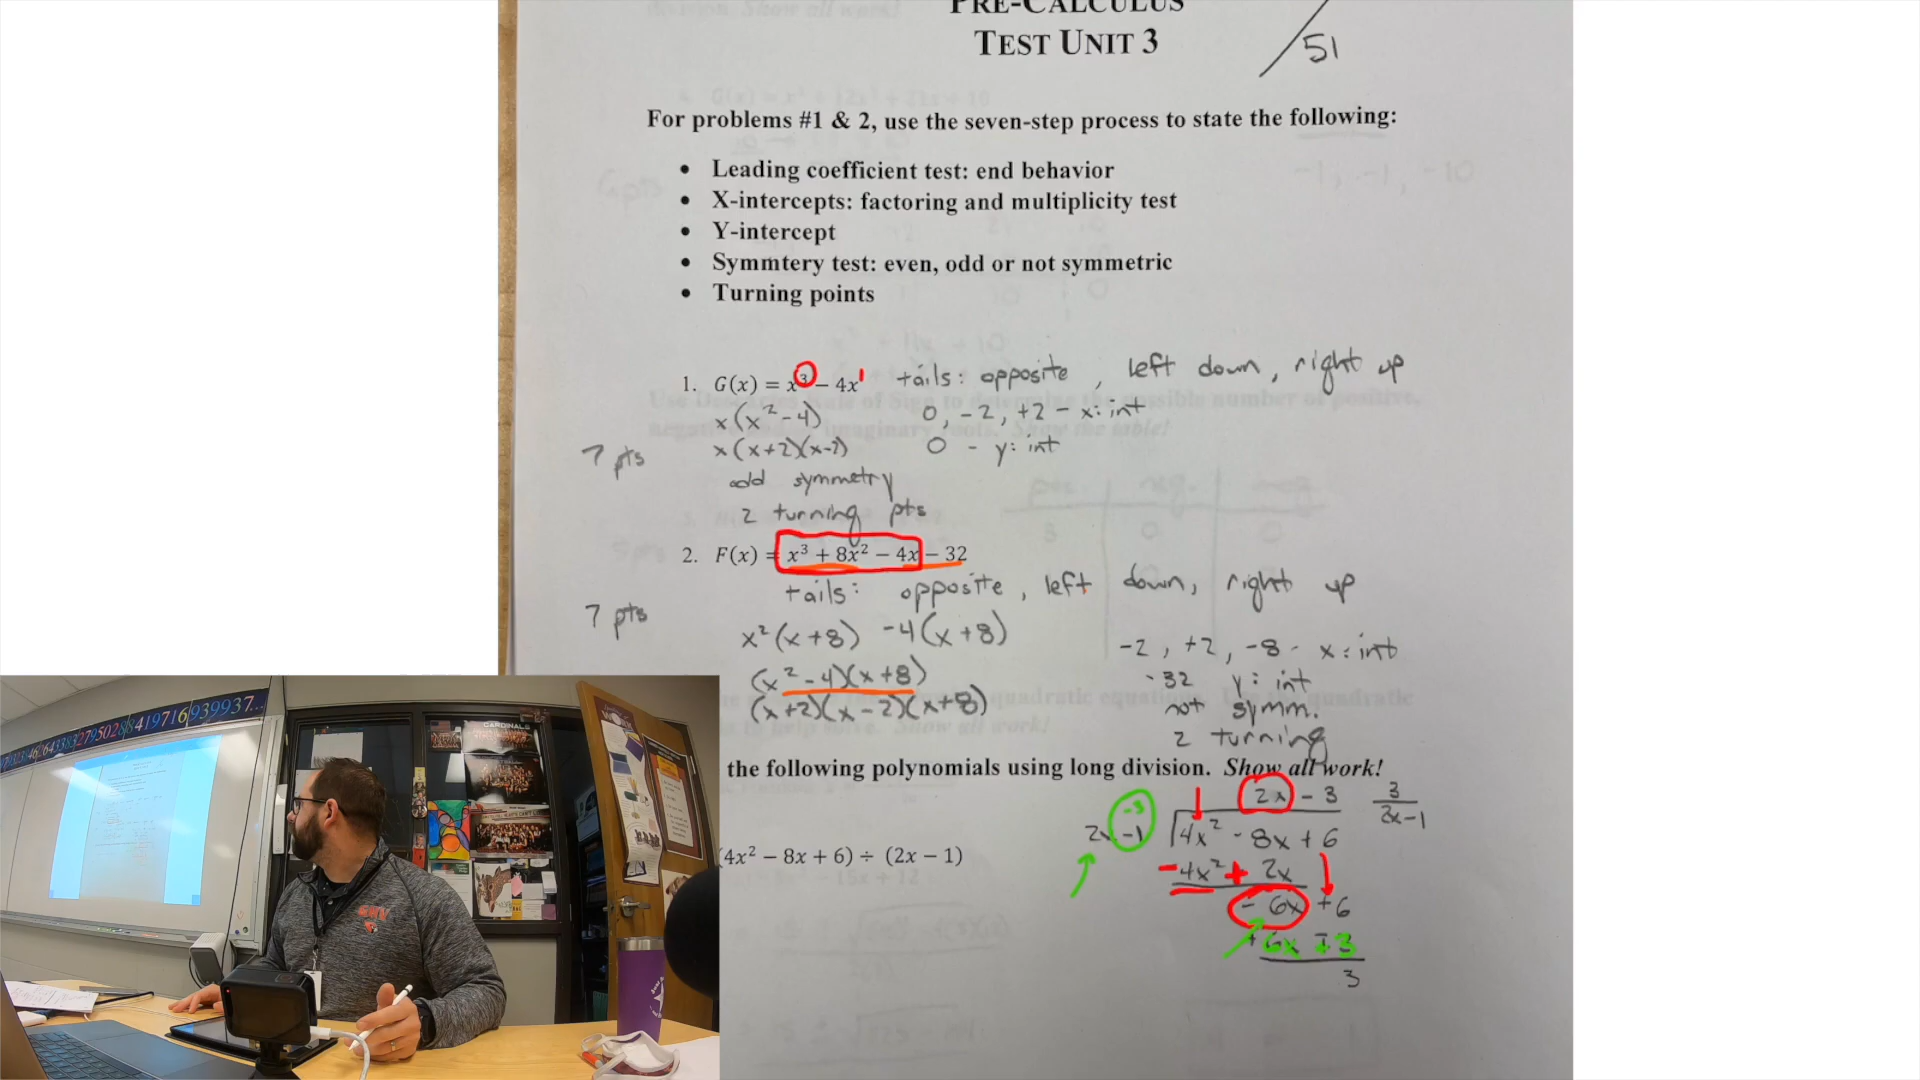 PRE-CALCULUS
TEST UNIT 3
/51
For problems #1 & 2, use the seven-step process to state the following:
• Leading coefficient test: end behavior
• X-intercepts: factoring and multiplicity test
• Y-intercept
• Symmtery test: even, odd or not symmetric
• Turning points
1. G(x) = x³ – 4x¹ tails: opposite, left down, right up
x(x²-4) 0, -2, +2 - x: int
x(x+2)(x-2) 0 - y: int
7 pts
odd symmetry
2 turning pts
2. F(x) = x³ + 8x² – 4x – 32
tails: opposite, left down, right up
7 pts
x²(x+8) -4(x+8)
-2, +2, -8 - x: int
(x²-4)(x+8)
-32 y: int
(x+2)(x-2)(x+8)
not symm.
2 turning
the following polynomials using long division. Show all work!
2x - 3 3/2x-1
-3
2x -1 4x² - 8x + 6
(4x² – 8x + 6) ÷ (2x – 1)
-4x² + 2x
- 6x +6
+ 6x - 3
3
CARDINALS